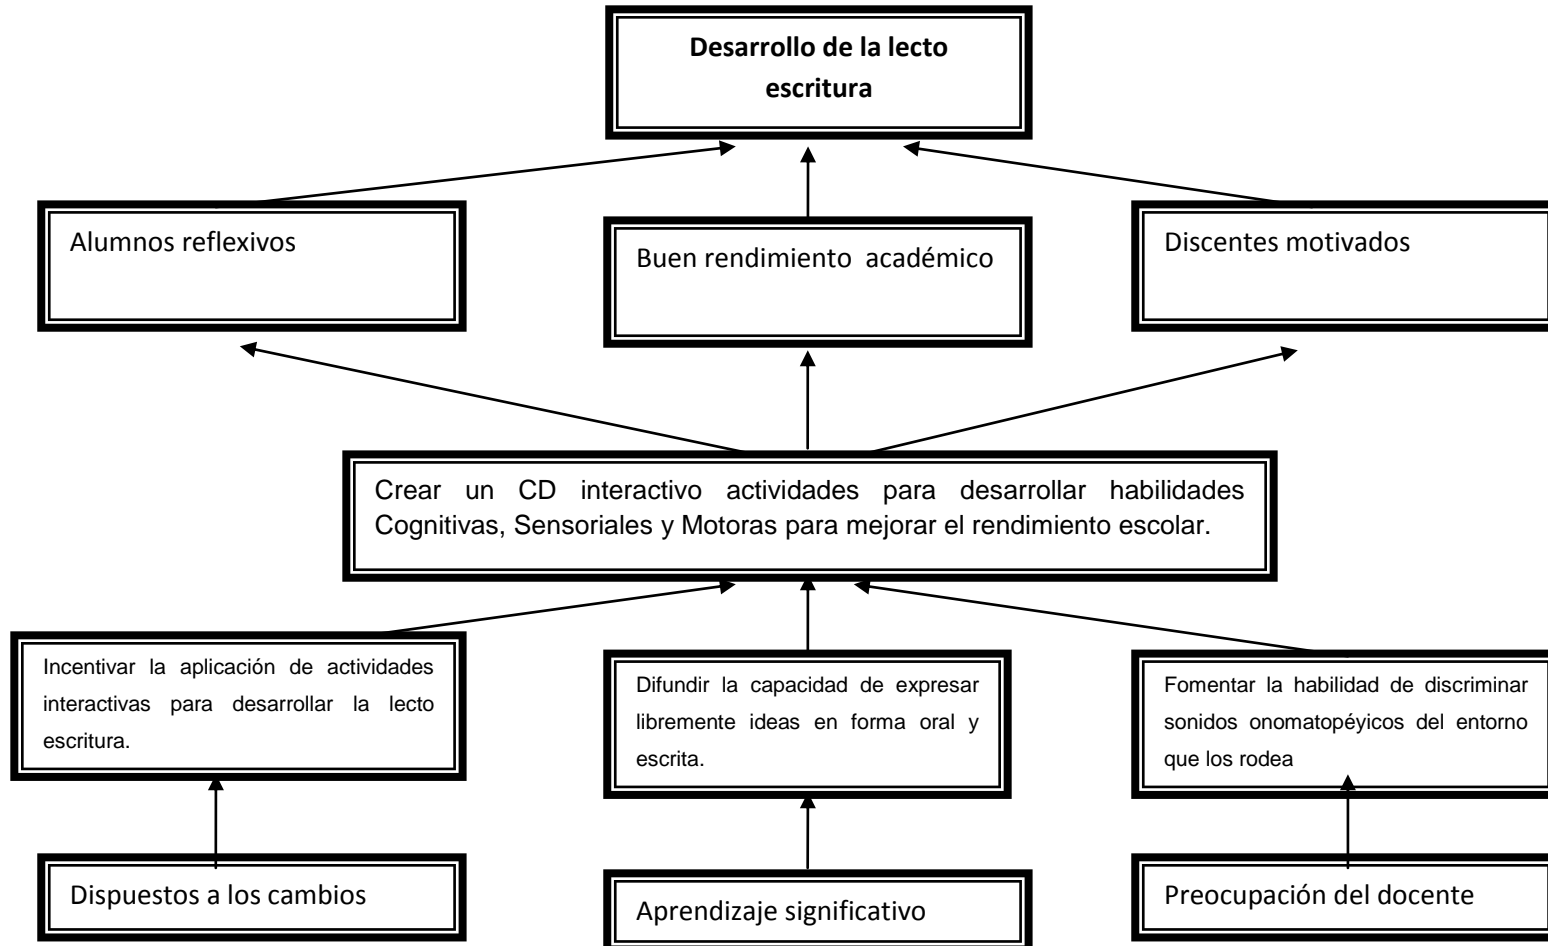 Desarrollo de la lecto
escritura
Alumnos reflexivos
Buen rendimiento  académico
Discentes motivados
Crear un CD interactivo actividades para desarrollar habilidades
Cognitivas, Sensoriales y Motoras para mejorar el rendimiento escolar.
Incentivar la aplicación de actividades
interactivas para desarrollar la lecto
escritura.
Difundir la capacidad de expresar
libremente ideas en forma oral y
escrita.
Fomentar la habilidad de discriminar
sonidos onomatopéyicos del entorno
que los rodea
Dispuestos a los cambios
Aprendizaje significativo
Preocupación del docente